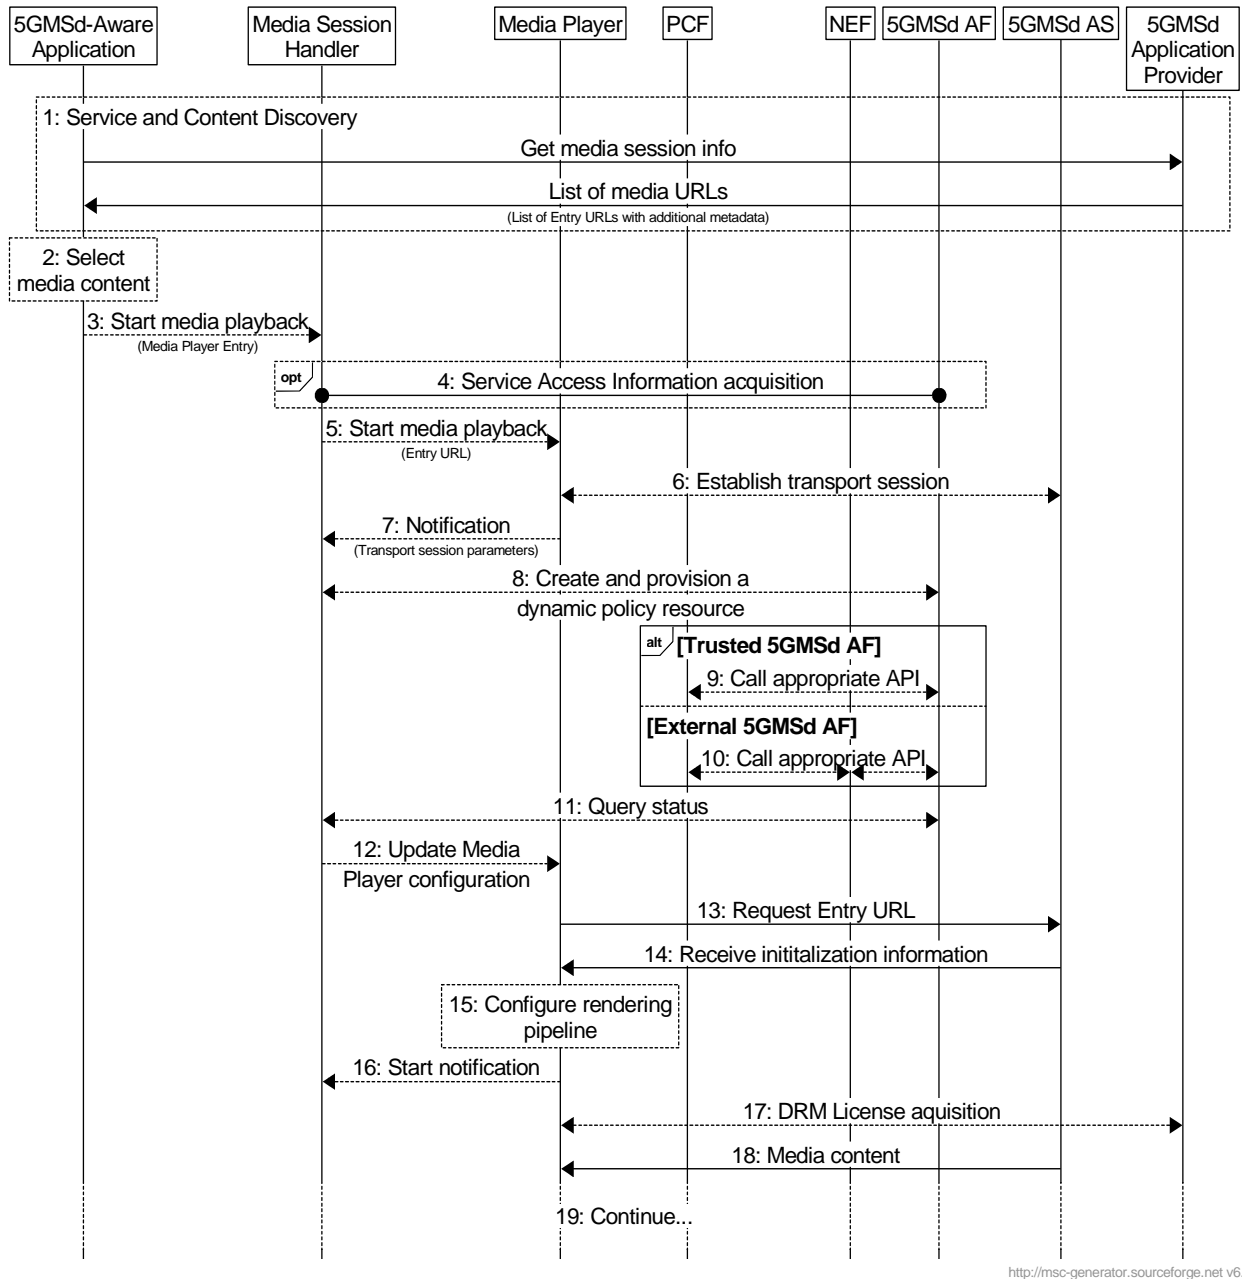 5GMSd-Aware
Application
Media Session
Handler
Media Player
PCF
NEF
5GMSd AF
5GMSd AS
5GMSd
Application
Provider
1: Service and Content Discovery
Get media session info
List of media URLs
(List of Entry URLs with additional metadata)
2: Select
media content
3: Start media playback
(Media Player Entry)
opt
4: Service Access Information acquisition
5: Start media playback
(Entry URL)
6: Establish transport session
7: Notification
(Transport session parameters)
8: Create and provision a
dynamic policy resource
alt
[Trusted 5GMSd AF]
9: Call appropriate API
[External 5GMSd AF]
10: Call appropriate API
11: Query status
12: Update Media
Player configuration
13: Request Entry URL
14: Receive inititalization information
15: Configure rendering
pipeline
16: Start notification
17: DRM License aquisition
18: Media content
19: Continue...
http://msc-generator.sourceforge.net v6.